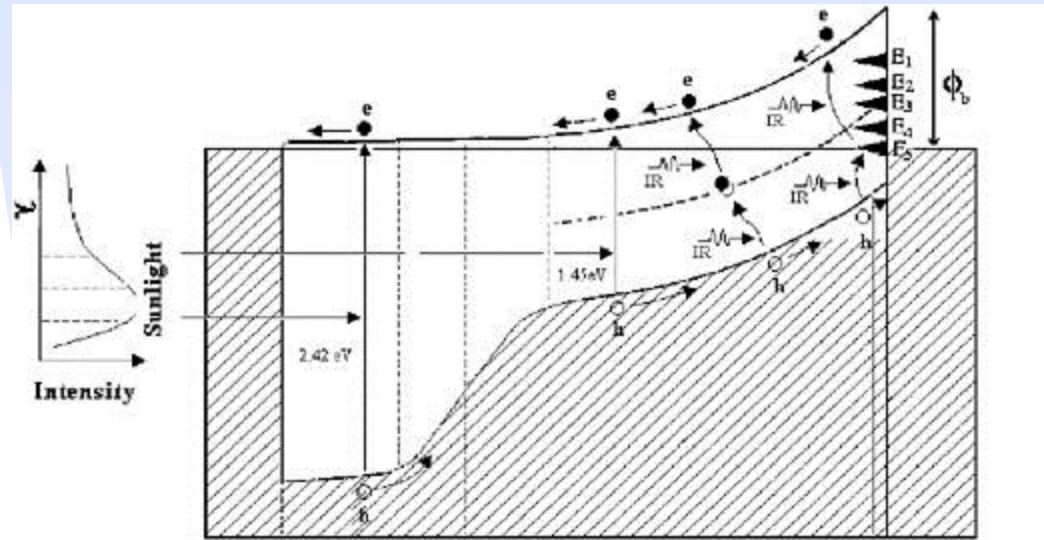 e
e
e
e
E₁
E₂
E₃
E₄
E₅
ϕb
IR
IR
IR
IR
γ
Sunlight
Intensity
1.45eV
2.42 eV
h
h
h
h